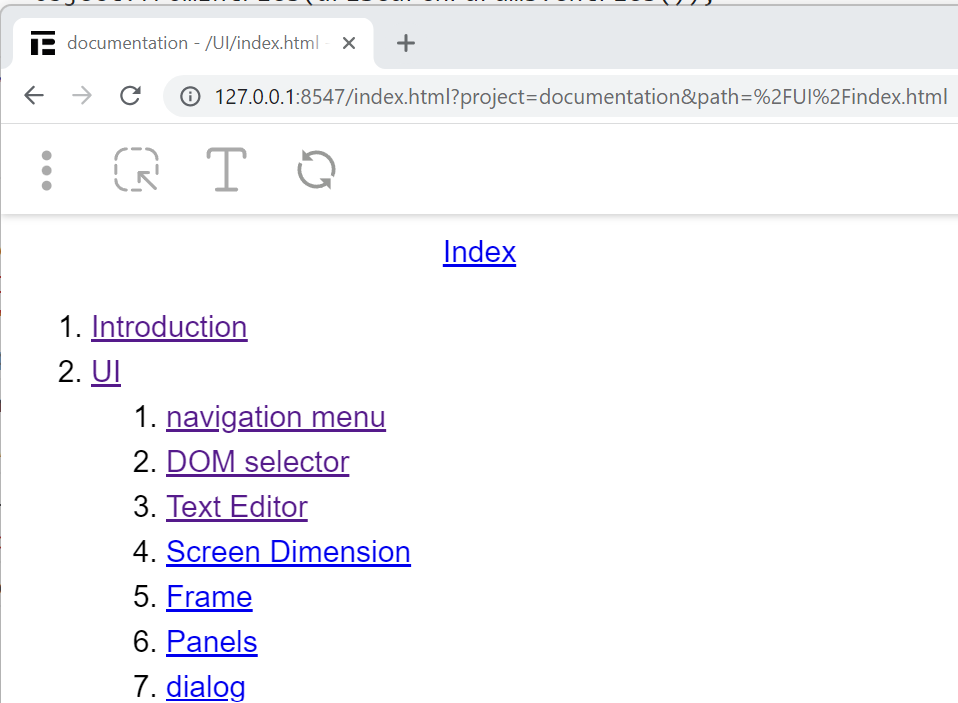 documentation - /UI/index.html -
127.0.0.1:8547/index.html?project=documentation&path=%2FUI%2Findex.html
Index
1. Introduction
2. UI
1. navigation menu
2. DOM selector
3. Text Editor
4. Screen Dimension
5. Frame
6. Panels
7. dialog